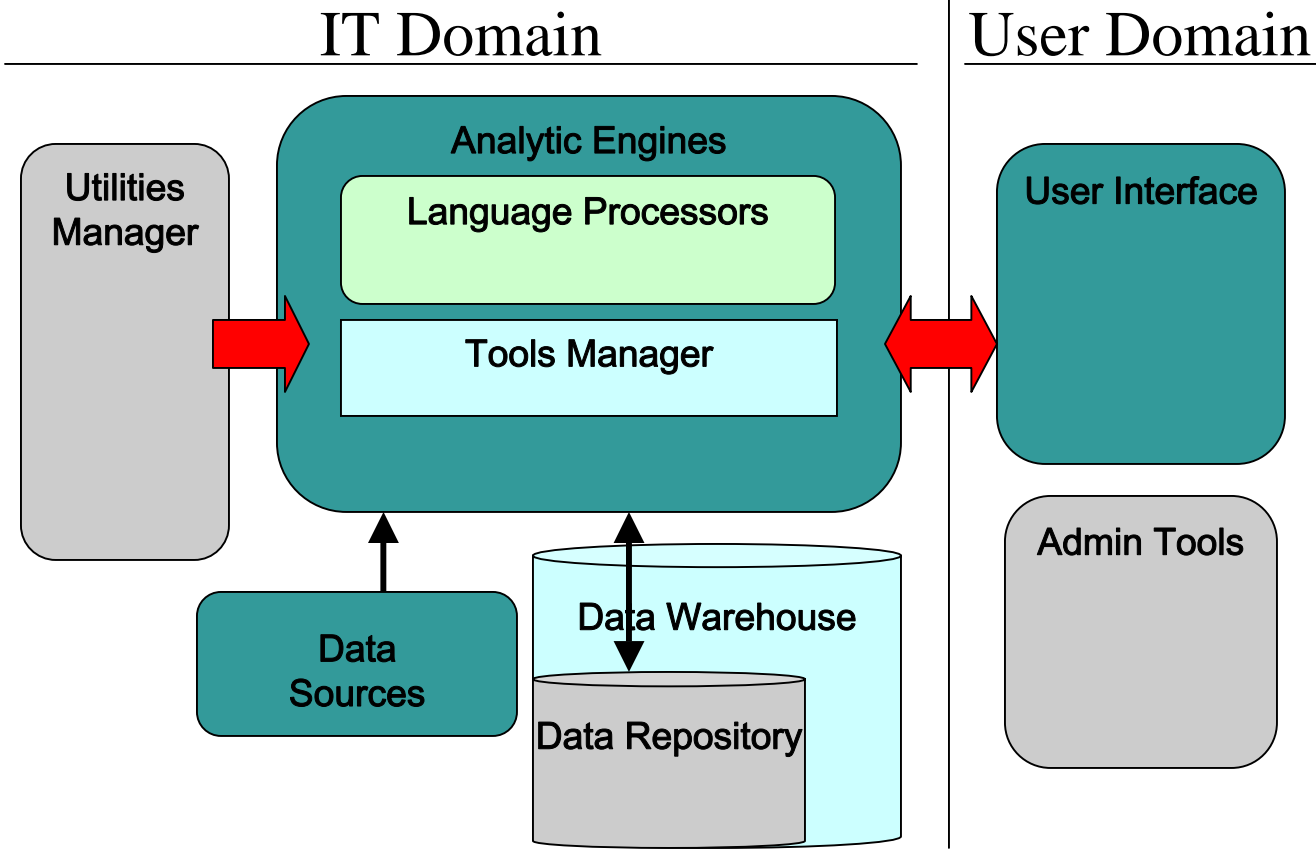 IT Domain
User Domain
Utilities
Manager
Analytic Engines
Language Processors
Tools Manager
User Interface
Admin Tools
Data
Sources
Data Warehouse
Data Repository